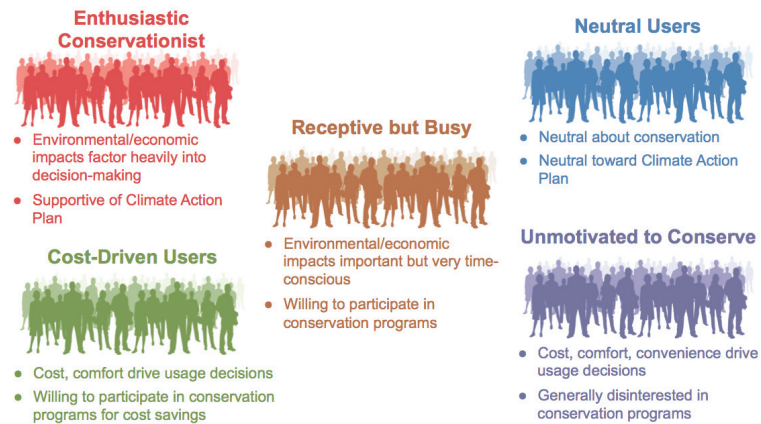 Enthusiastic
Conservationist
● Environmental/economic
impacts factor heavily into
decision-making
● Supportive of Climate Action
Plan
Cost-Driven Users
● Cost, comfort drive usage decisions
● Willing to participate in conservation
programs for cost savings
Receptive but Busy
● Environmental/economic
impacts important but very time-
conscious
● Willing to participate in
conservation programs
Neutral Users
● Neutral about conservation
● Neutral toward Climate Action
Plan
Unmotivated to Conserve
● Cost, comfort, convenience drive
usage decisions
● Generally disinterested in
conservation programs